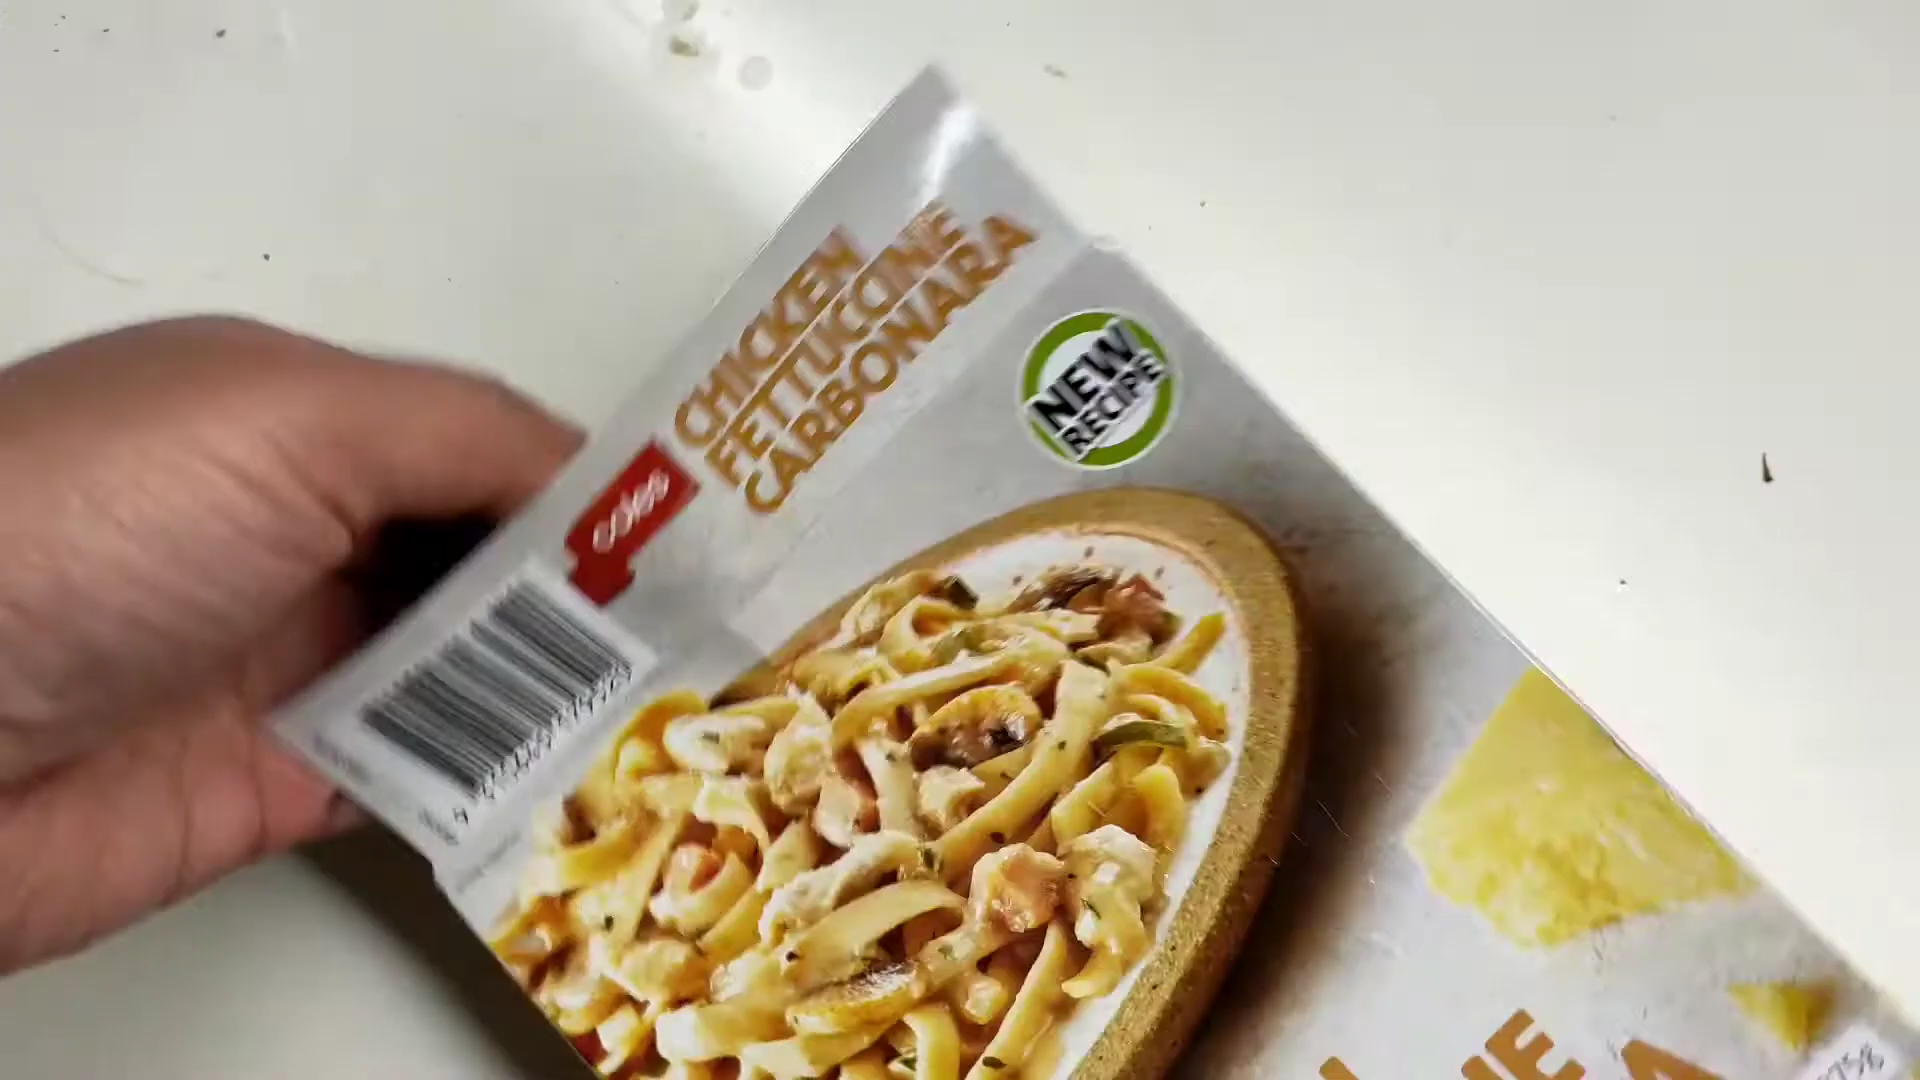 CHICKEN
FETTUCCINE
CARBONARA
coles
NEW
RECIPE